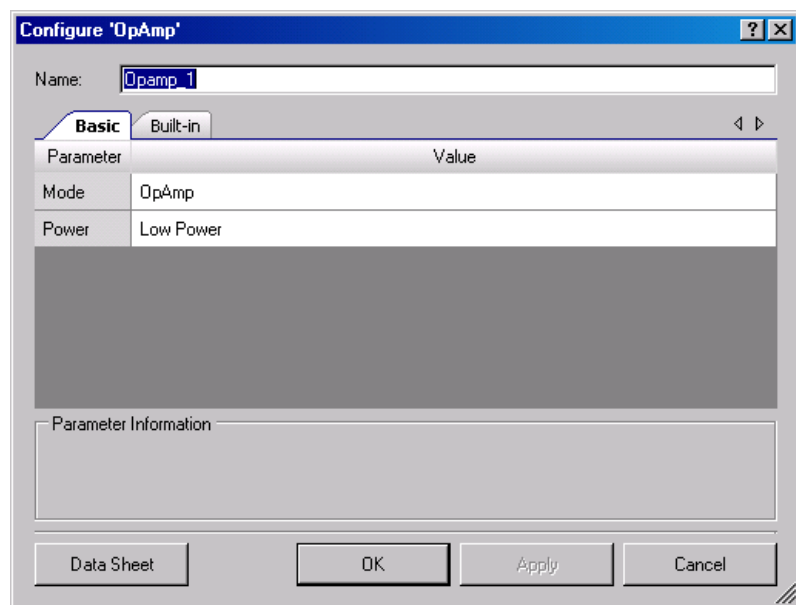 Configure 'OpAmp'
Name: Opamp_1
Basic Built-in
Parameter Value
Mode OpAmp
Power Low Power
Parameter Information
Data Sheet OK Apply Cancel